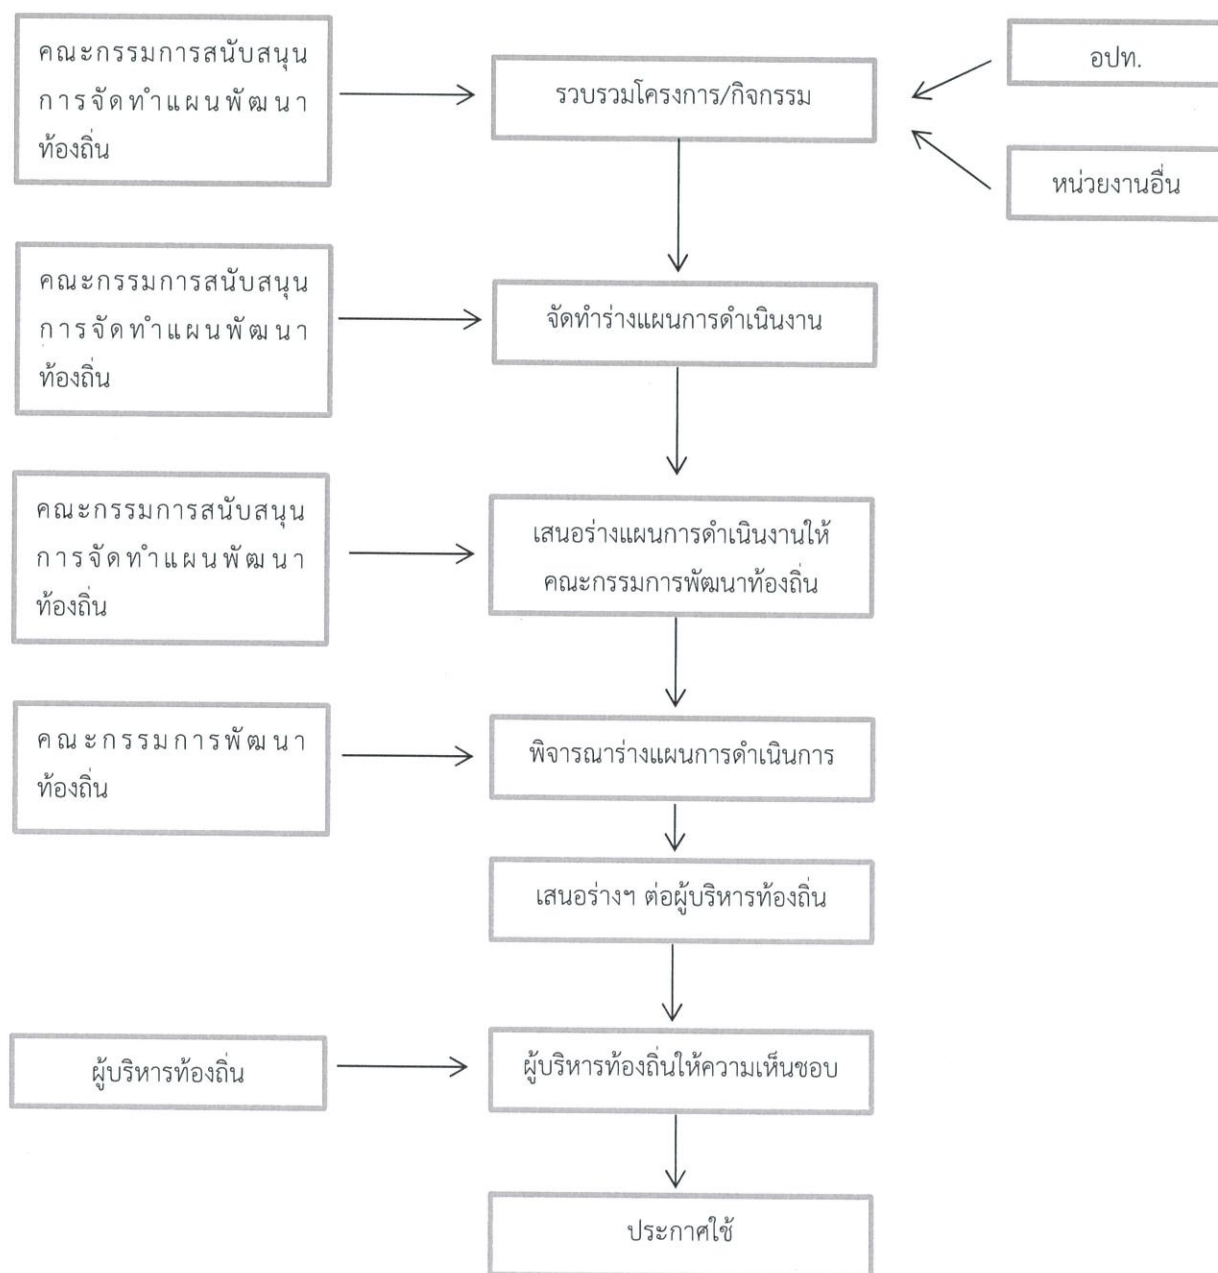 คณะกรรมการสนับสนุน
การจัดทำแผนพัฒนา
ท้องถิ่น
รวบรวมโครงการ/กิจกรรม
อปท.
หน่วยงานอื่น
คณะกรรมการสนับสนุน
การจัดทำแผนพัฒนา
ท้องถิ่น
จัดทำร่างแผนการดำเนินงาน
คณะกรรมการสนับสนุน
การจัดทำแผนพัฒนา
ท้องถิ่น
เสนอร่างแผนการดำเนินงานให้
คณะกรรมการพัฒนาท้องถิ่น
คณะกรรมการพัฒนา
ท้องถิ่น
พิจารณาร่างแผนการดำเนินการ
เสนอร่างฯ ต่อผู้บริหารท้องถิ่น
ผู้บริหารท้องถิ่น
ผู้บริหารท้องถิ่นให้ความเห็นชอบ
ประกาศใช้